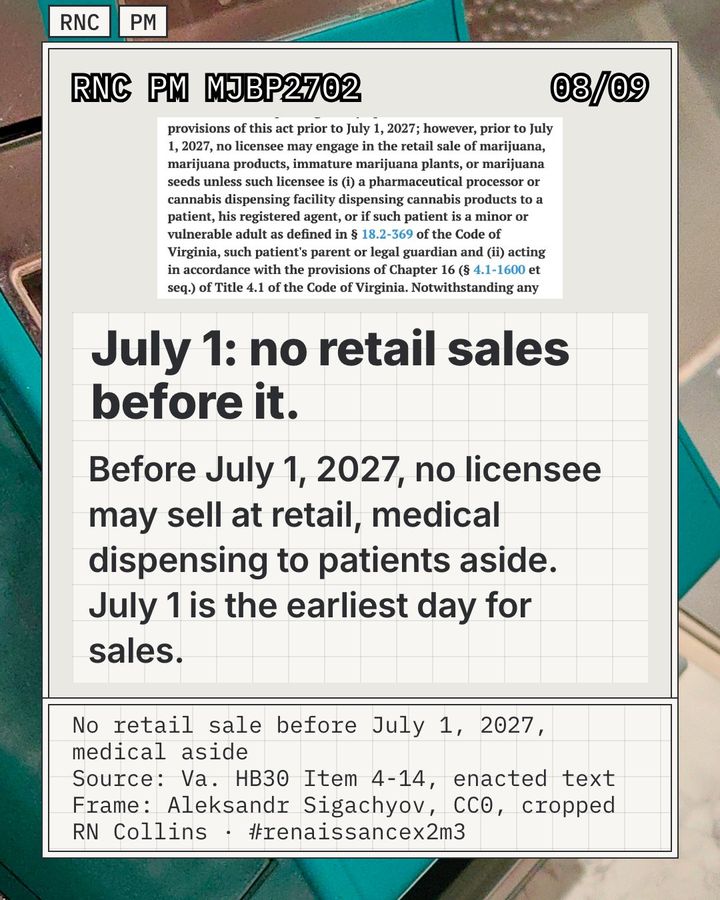 RNC PM
RNC PM MJBP2702 08/09
provisions of this act prior to July 1, 2027; however, prior to July
1, 2027, no licensee may engage in the retail sale of marijuana,
marijuana products, immature marijuana plants, or marijuana
seeds unless such licensee is (i) a pharmaceutical processor or
cannabis dispensing facility dispensing cannabis products to a
patient, his registered agent, or if such patient is a minor or
vulnerable adult as defined in § 18.2-369 of the Code of
Virginia, such patient's parent or legal guardian and (ii) acting
in accordance with the provisions of Chapter 16 (§ 4.1-1600 et
seq.) of Title 4.1 of the Code of Virginia. Notwithstanding any
July 1: no retail sales
before it.
Before July 1, 2027, no licensee
may sell at retail, medical
dispensing to patients aside.
July 1 is the earliest day for
sales.
No retail sale before July 1, 2027,
medical aside
Source: Va. HB30 Item 4-14, enacted text
Frame: Aleksandr Sigachyov, CC0, cropped
RN Collins · #renaissancex2m3